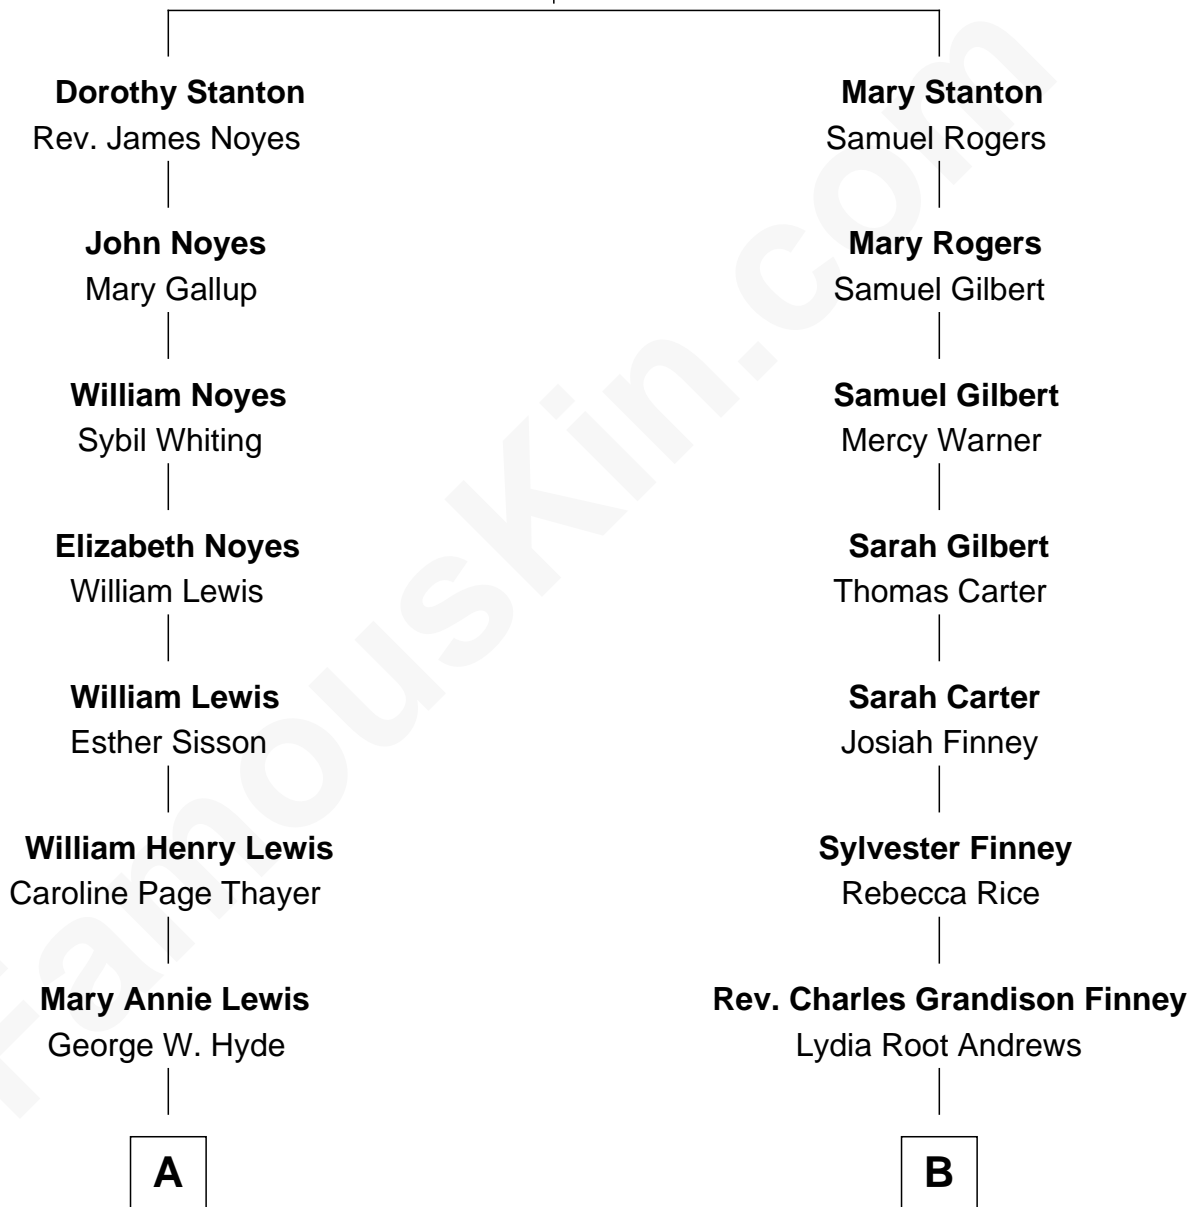 Dorothy Stanton
Rev. James Noyes
John Noyes
Mary Gallup
William Noyes
Sybil Whiting
Elizabeth Noyes
William Lewis
William Lewis
Esther Sisson
William Henry Lewis
Caroline Page Thayer
Mary Annie Lewis
George W. Hyde
A
Mary Stanton
Samuel Rogers
Mary Rogers
Samuel Gilbert
Samuel Gilbert
Mercy Warner
Sarah Gilbert
Thomas Carter
Sarah Carter
Josiah Finney
Sylvester Finney
Rebecca Rice
Rev. Charles Grandison Finney
Lydia Root Andrews
B
FamousKin.com